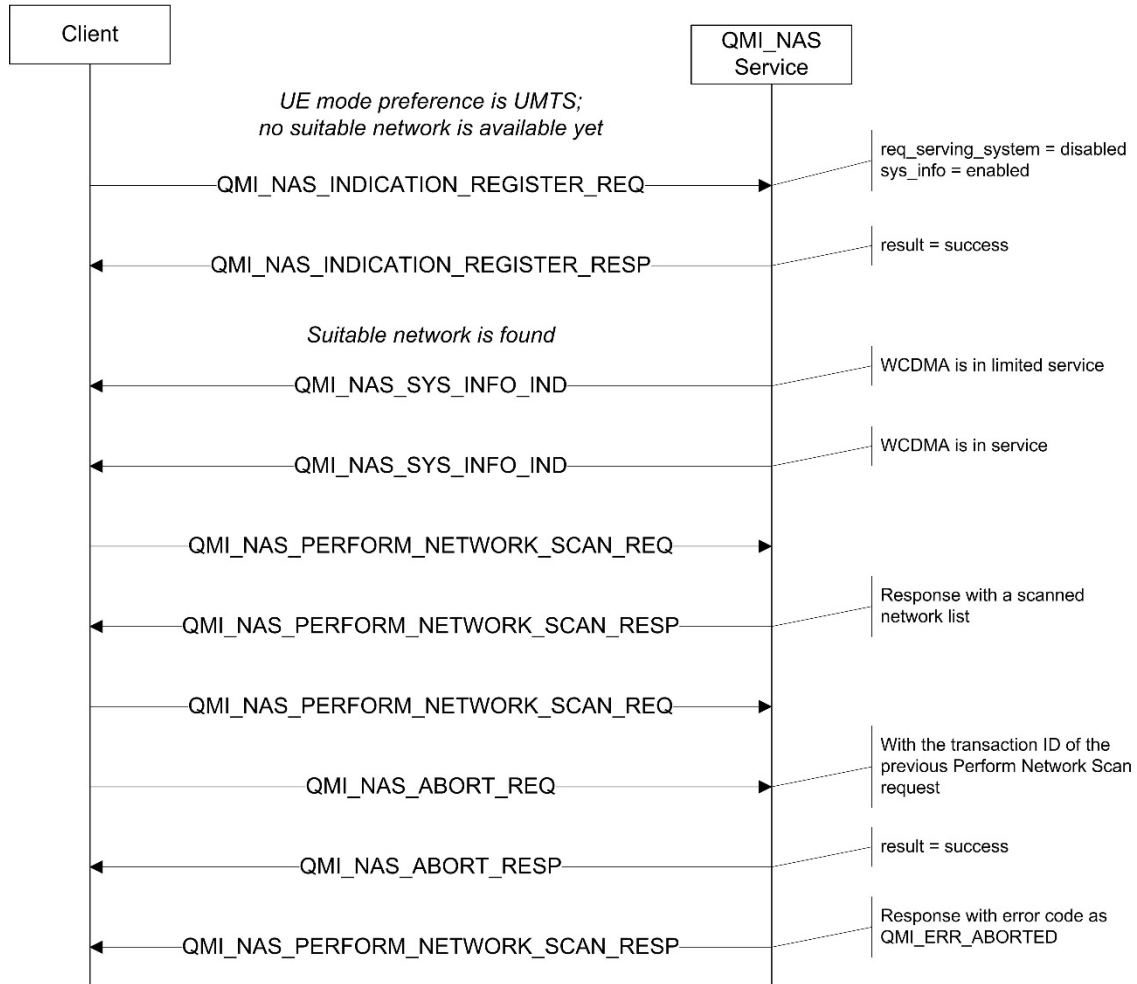 Client
QMI_NAS
Service
UE mode preference is UMTS;
no suitable network is available yet
req_serving_system = disabled
sys_info = enabled
QMI_NAS_INDICATION_REGISTER_REQ
result = success
QMI_NAS_INDICATION_REGISTER_RESP
Suitable network is found
WCDMA is in limited service
QMI_NAS_SYS_INFO_IND
WCDMA is in service
QMI_NAS_SYS_INFO_IND
QMI_NAS_PERFORM_NETWORK_SCAN_REQ
Response with a scanned
network list
QMI_NAS_PERFORM_NETWORK_SCAN_RESP
QMI_NAS_PERFORM_NETWORK_SCAN_REQ
With the transaction ID of the
previous Perform Network Scan
request
QMI_NAS_ABORT_REQ
result = success
QMI_NAS_ABORT_RESP
Response with error code as
QMI_ERR_ABORTED
QMI_NAS_PERFORM_NETWORK_SCAN_RESP